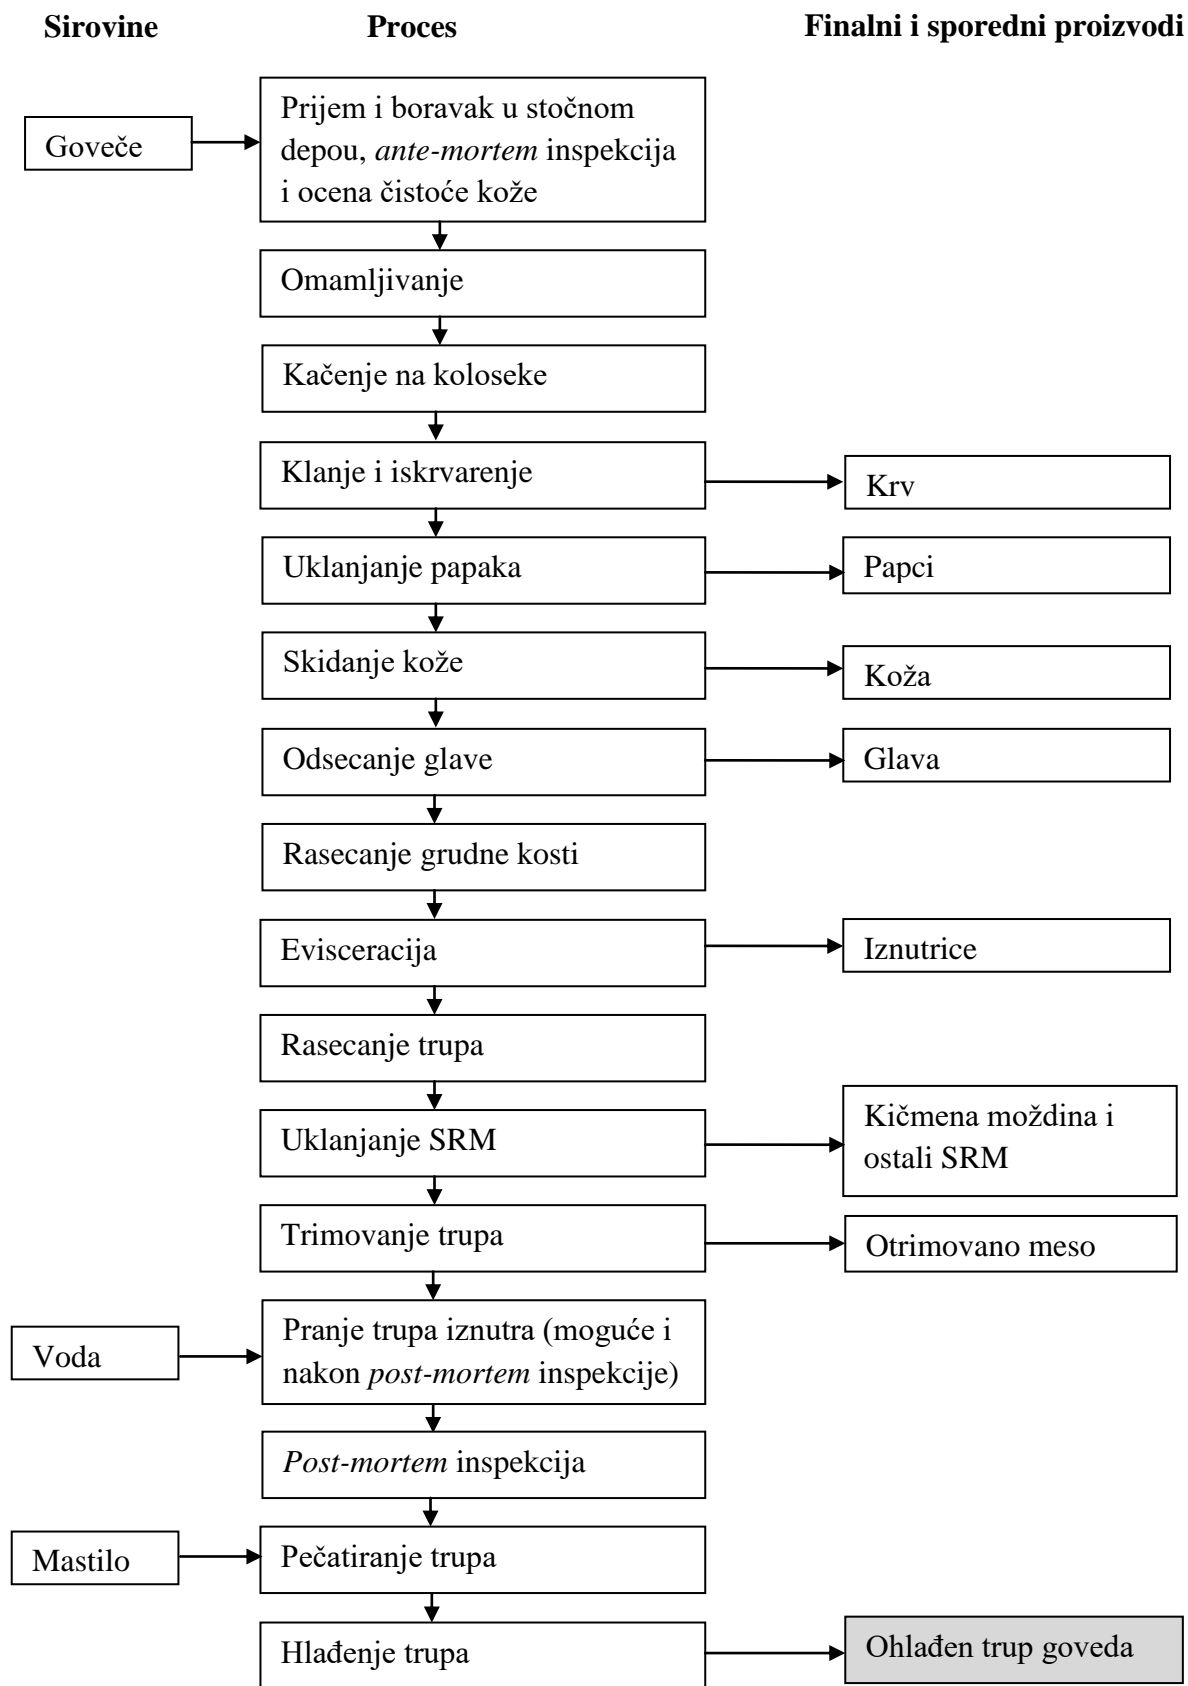 Sirovine Proces Finalni i sporedni proizvodi
Prijem i boravak u stočnom
Goveče
depou, ante-mortem inspekcija
i ocena čistoće kože
Omamljivanje
Kačenje na koloseke
Klanje i iskrvarenje
Krv
Uklanjanje papaka
Papci
Skidanje kože
Koža
Odsecanje glave
Glava
Rasecanje grudne kosti
Evisceracija
Iznutrice
Rasecanje trupa
Uklanjanje SRM
Kičmena moždina i
ostali SRM
Trimovanje trupa
Otrimovano meso
Voda
Pranje trupa iznutra (moguće i
nakon post-mortem inspekcije)
Post-mortem inspekcija
Mastilo
Pečatiranje trupa
Hlađenje trupa
Ohlađen trup goveda